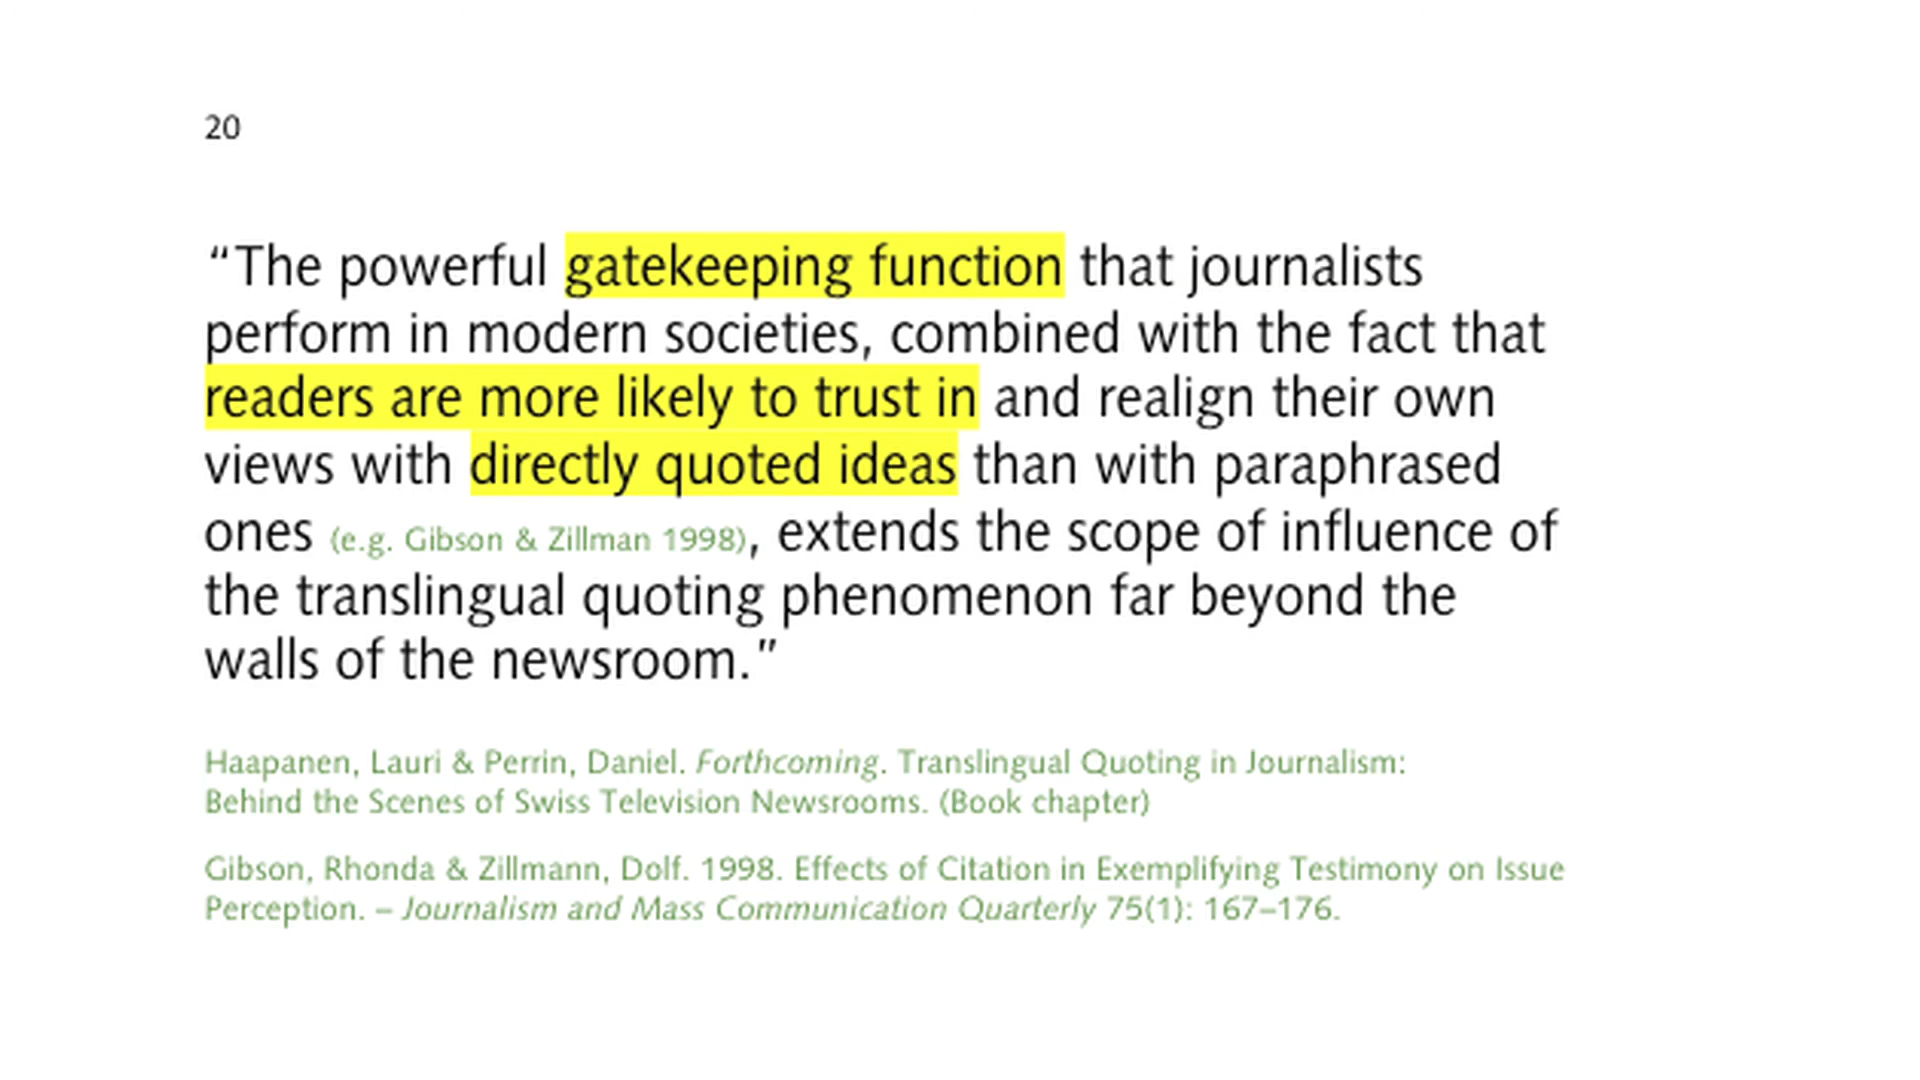 20
“The powerful gatekeeping function that journalists
perform in modern societies, combined with the fact that
readers are more likely to trust in and realign their own
views with directly quoted ideas than with paraphrased
ones (e.g. Gibson & Zillman 1998), extends the scope of influence of
the translingual quoting phenomenon far beyond the
walls of the newsroom.”
Haapanen, Lauri & Perrin, Daniel. Forthcoming. Translingual Quoting in Journalism:
Behind the Scenes of Swiss Television Newsrooms. (Book chapter)
Gibson, Rhonda & Zillmann, Dolf. 1998. Effects of Citation in Exemplifying Testimony on Issue
Perception. – Journalism and Mass Communication Quarterly 75(1): 167–176.